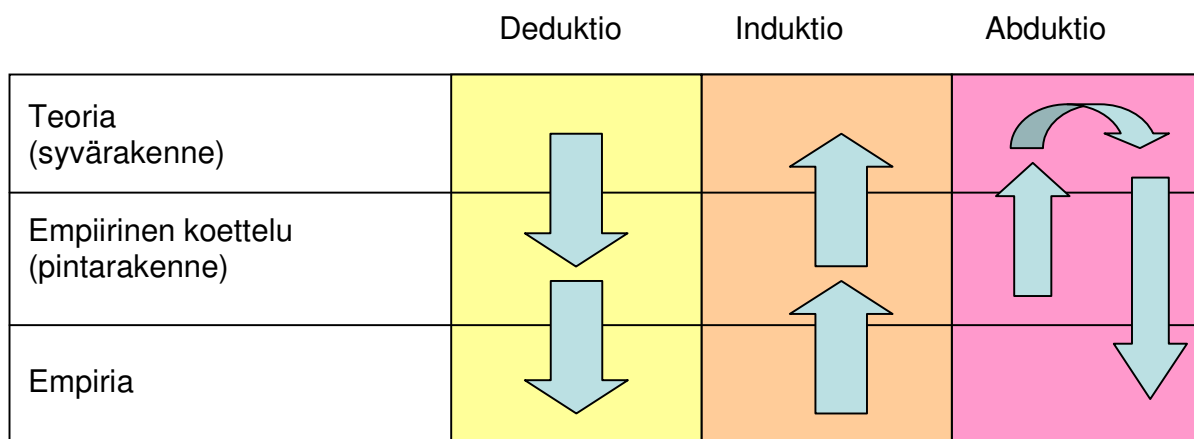 Deduktio Induktio Abduktio
Teoria
(syvärakenne)
Empiirinen koettelu
(pintarakenne)
Empiria